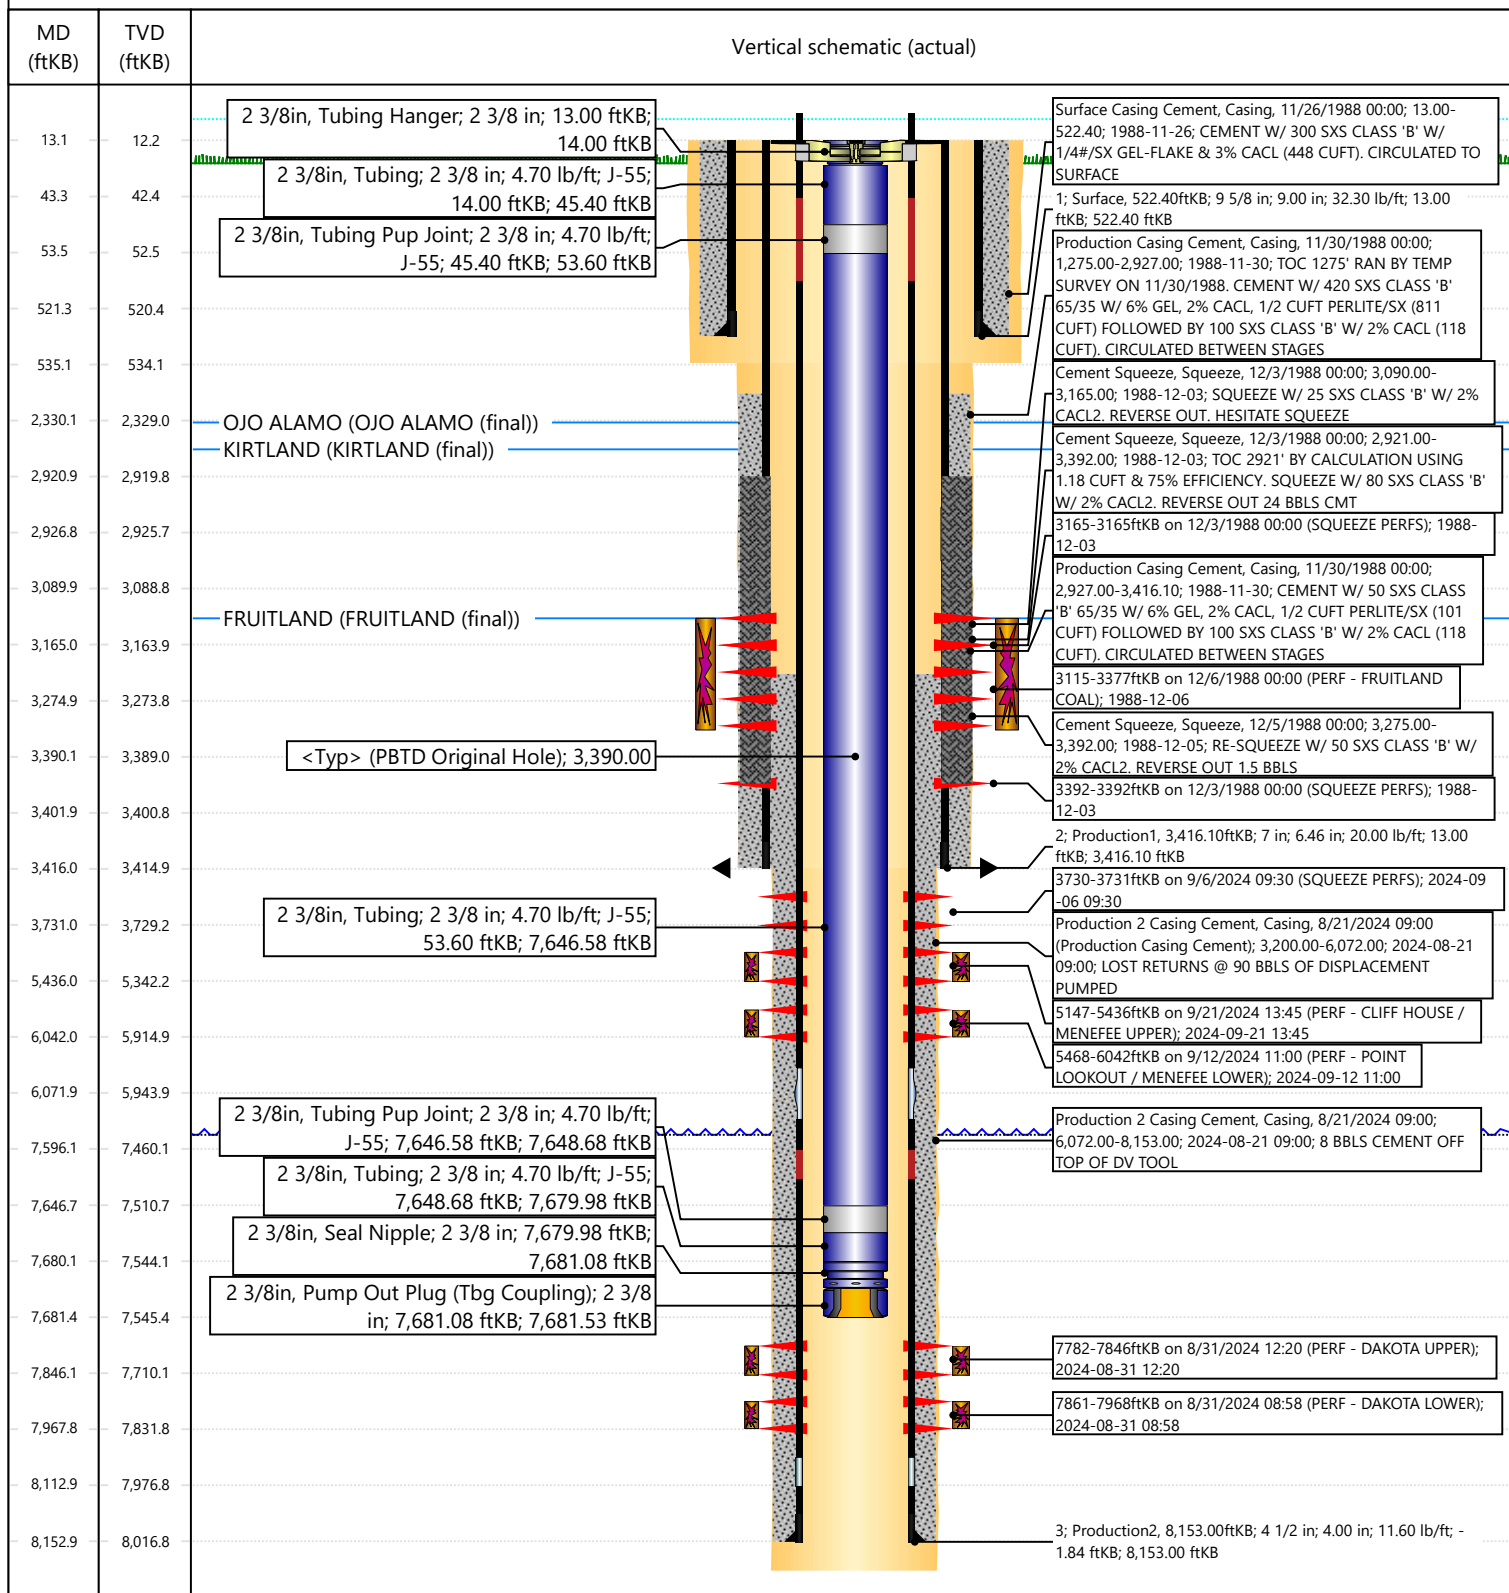 MD
(ftKB)
TVD
(ftKB)
Vertical schematic (actual)
13.1
12.2
43.3
42.4
53.5
52.5
521.3
520.4
535.1
534.1
2,330.1
2,329.0
2,920.9
2,919.8
2,926.8
2,925.7
3,089.9
3,088.8
3,165.0
3,163.9
3,274.9
3,273.8
3,390.1
3,389.0
3,401.9
3,400.8
3,416.0
3,414.9
3,731.0
3,729.2
5,436.0
5,342.2
6,042.0
5,914.9
6,071.9
5,943.9
7,596.1
7,460.1
7,646.7
7,510.7
7,680.1
7,544.1
7,681.4
7,545.4
7,846.1
7,710.1
7,967.8
7,831.8
8,112.9
7,976.8
8,152.9
8,016.8
2 3/8in, Tubing Hanger; 2 3/8 in; 13.00 ftKB;
14.00 ftKB
2 3/8in, Tubing; 2 3/8 in; 4.70 lb/ft; J-55;
14.00 ftKB; 45.40 ftKB
2 3/8in, Tubing Pup Joint; 2 3/8 in; 4.70 lb/ft;
J-55; 45.40 ftKB; 53.60 ftKB
OJO ALAMO (OJO ALAMO (final))
KIRTLAND (KIRTLAND (final))
FRUITLAND (FRUITLAND (final))
<Typ> (PBTD Original Hole); 3,390.00
2 3/8in, Tubing; 2 3/8 in; 4.70 lb/ft; J-55;
53.60 ftKB; 7,646.58 ftKB
2 3/8in, Tubing Pup Joint; 2 3/8 in; 4.70 lb/ft;
J-55; 7,646.58 ftKB; 7,648.68 ftKB
2 3/8in, Tubing; 2 3/8 in; 4.70 lb/ft; J-55;
7,648.68 ftKB; 7,679.98 ftKB
2 3/8in, Seal Nipple; 2 3/8 in; 7,679.98 ftKB;
7,681.08 ftKB
2 3/8in, Pump Out Plug (Tbg Coupling); 2 3/8
in; 7,681.08 ftKB; 7,681.53 ftKB
Surface Casing Cement, Casing, 11/26/1988 00:00; 13.00-
522.40; 1988-11-26; CEMENT W/ 300 SXS CLASS 'B' W/
1/4#/SX GEL-FLAKE & 3% CACL (448 CUFT). CIRCULATED TO
SURFACE
1; Surface, 522.40ftKB; 9 5/8 in; 9.00 in; 32.30 lb/ft; 13.00
ftKB; 522.40 ftKB
Production Casing Cement, Casing, 11/30/1988 00:00;
1,275.00-2,927.00; 1988-11-30; TOC 1275' RAN BY TEMP
SURVEY ON 11/30/1988. CEMENT W/ 420 SXS CLASS 'B'
65/35 W/ 6% GEL, 2% CACL, 1/2 CUFT PERLITE/SX (811
CUFT) FOLLOWED BY 100 SXS CLASS 'B' W/ 2% CACL (118
CUFT). CIRCULATED BETWEEN STAGES
Cement Squeeze, Squeeze, 12/3/1988 00:00; 3,090.00-
3,165.00; 1988-12-03; SQUEEZE W/ 25 SXS CLASS 'B' W/ 2%
CACL2. REVERSE OUT. HESITATE SQUEEZE
Cement Squeeze, Squeeze, 12/3/1988 00:00; 2,921.00-
3,392.00; 1988-12-03; TOC 2921' BY CALCULATION USING
1.18 CUFT & 75% EFFICIENCY. SQUEEZE W/ 80 SXS CLASS 'B'
W/ 2% CACL2. REVERSE OUT 24 BBLS CMT
3165-3165ftKB on 12/3/1988 00:00 (SQUEEZE PERFS); 1988-
12-03
Production Casing Cement, Casing, 11/30/1988 00:00;
2,927.00-3,416.10; 1988-11-30; CEMENT W/ 50 SXS CLASS
'B' 65/35 W/ 6% GEL, 2% CACL, 1/2 CUFT PERLITE/SX (101
CUFT) FOLLOWED BY 100 SXS CLASS 'B' W/ 2% CACL (118
CUFT). CIRCULATED BETWEEN STAGES
3115-3377ftKB on 12/6/1988 00:00 (PERF - FRUITLAND
COAL); 1988-12-06
Cement Squeeze, Squeeze, 12/5/1988 00:00; 3,275.00-
3,392.00; 1988-12-05; RE-SQUEEZE W/ 50 SXS CLASS 'B' W/
2% CACL2. REVERSE OUT 1.5 BBLS
3392-3392ftKB on 12/3/1988 00:00 (SQUEEZE PERFS); 1988-
12-03
2; Production1, 3,416.10ftKB; 7 in; 6.46 in; 20.00 lb/ft; 13.00
ftKB; 3,416.10 ftKB
3730-3731ftKB on 9/6/2024 09:30 (SQUEEZE PERFS); 2024-09
-06 09:30
Production 2 Casing Cement, Casing, 8/21/2024 09:00
(Production Casing Cement); 3,200.00-6,072.00; 2024-08-21
09:00; LOST RETURNS @ 90 BBLS OF DISPLACEMENT
PUMPED
5147-5436ftKB on 9/21/2024 13:45 (PERF - CLIFF HOUSE /
MENEFEE UPPER); 2024-09-21 13:45
5468-6042ftKB on 9/12/2024 11:00 (PERF - POINT
LOOKOUT / MENEFEE LOWER); 2024-09-12 11:00
Production 2 Casing Cement, Casing, 8/21/2024 09:00;
6,072.00-8,153.00; 2024-08-21 09:00; 8 BBLS CEMENT OFF
TOP OF DV TOOL
7782-7846ftKB on 8/31/2024 12:20 (PERF - DAKOTA UPPER);
2024-08-31 12:20
7861-7968ftKB on 8/31/2024 08:58 (PERF - DAKOTA LOWER);
2024-08-31 08:58
3; Production2, 8,153.00ftKB; 4 1/2 in; 4.00 in; 11.60 lb/ft; -
1.84 ftKB; 8,153.00 ftKB